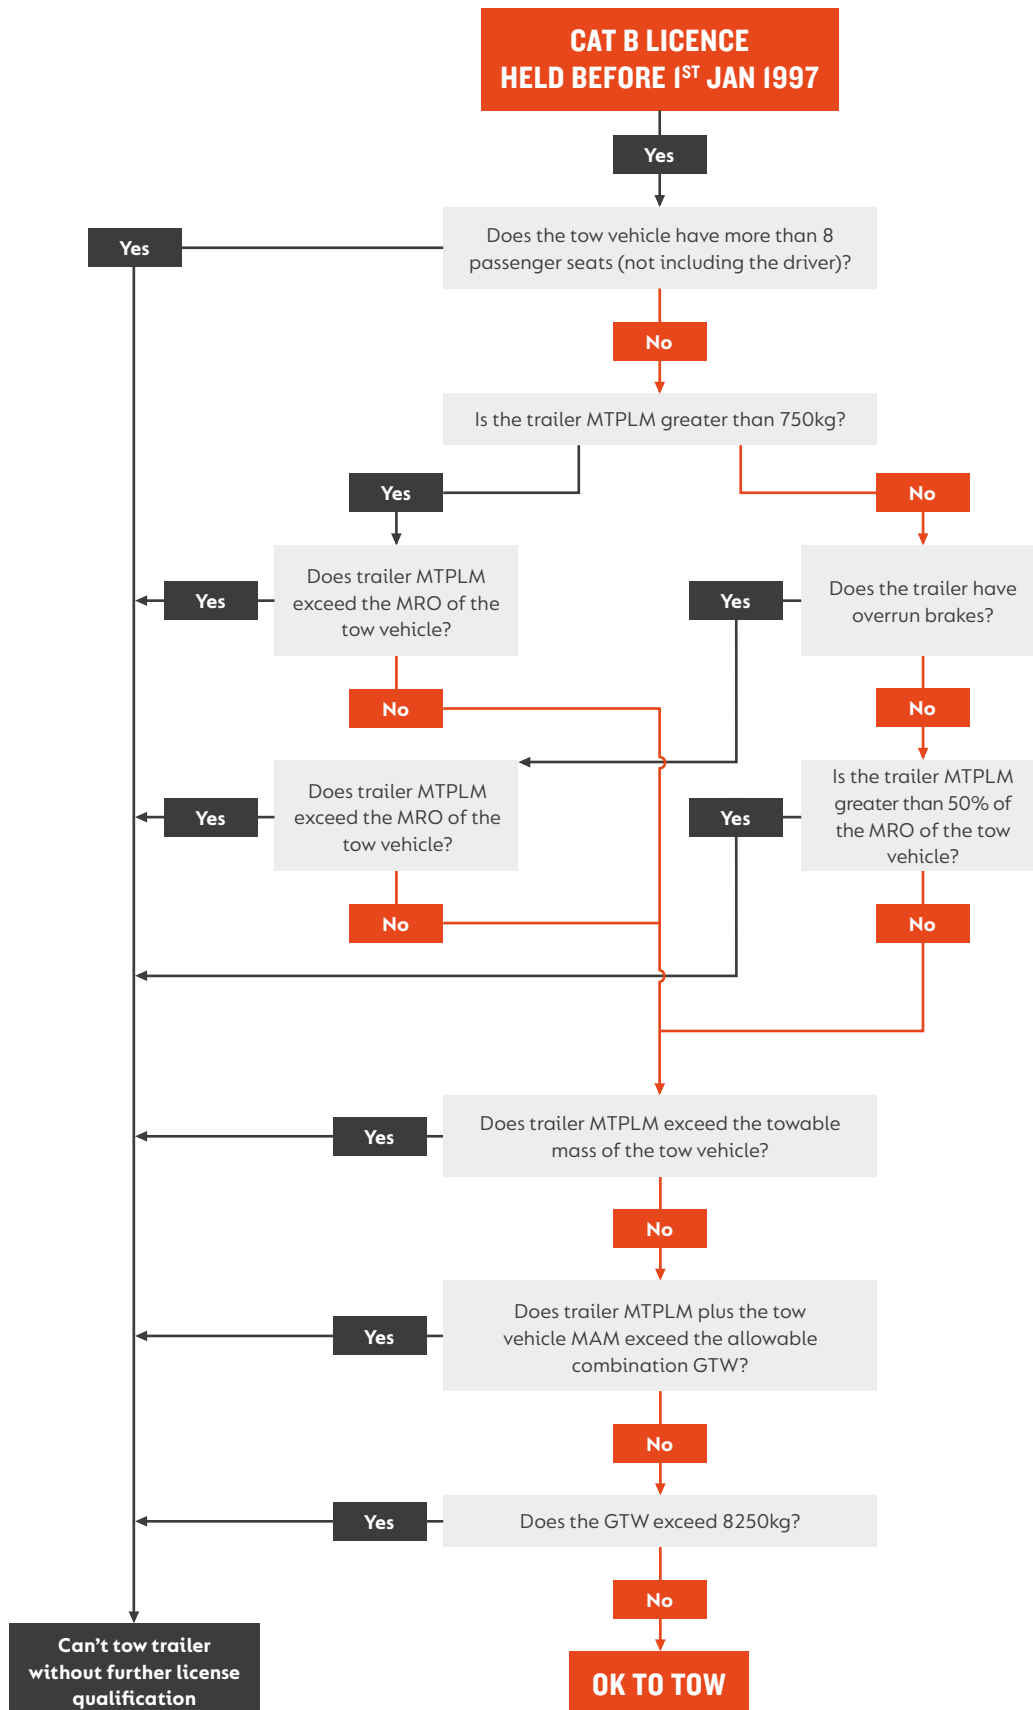 CAT B LICENCE
HELD BEFORE 1ST JAN 1997
Yes
Does the tow vehicle have more than 8
passenger seats (not including the driver)?
Yes
No
Is the trailer MTPLM greater than 750kg?
Yes
No
Does trailer MTPLM
exceed the MRO of the
tow vehicle?
Yes
No
Does the trailer have
overrun brakes?
Yes
No
Does trailer MTPLM
exceed the MRO of the
tow vehicle?
Yes
No
Is the trailer MTPLM
greater than 50% of
the MRO of the tow
vehicle?
Yes
No
Does trailer MTPLM exceed the towable
mass of the tow vehicle?
Yes
No
Does trailer MTPLM plus the tow
vehicle MAM exceed the allowable
combination GTW?
Yes
No
Does the GTW exceed 8250kg?
Yes
No
Can't tow trailer
without further license
qualification
OK TO TOW